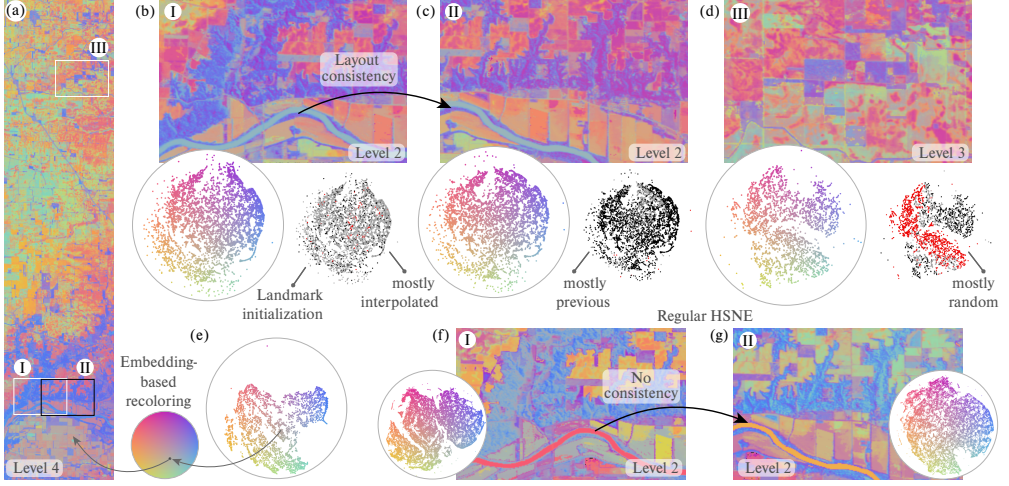 (a)
III
(b)
I
Layout
consistency
Level 2
(c)
II
Level 2
(d)
III
Level 3
Landmark
initialization
mostly
interpolated
mostly
previous
mostly
random
Regular HSNE
I
II
Level 4
Embedding-
based
recoloring
(e)
(f)
I
No
consistency
Level 2
(g)
II
Level 2